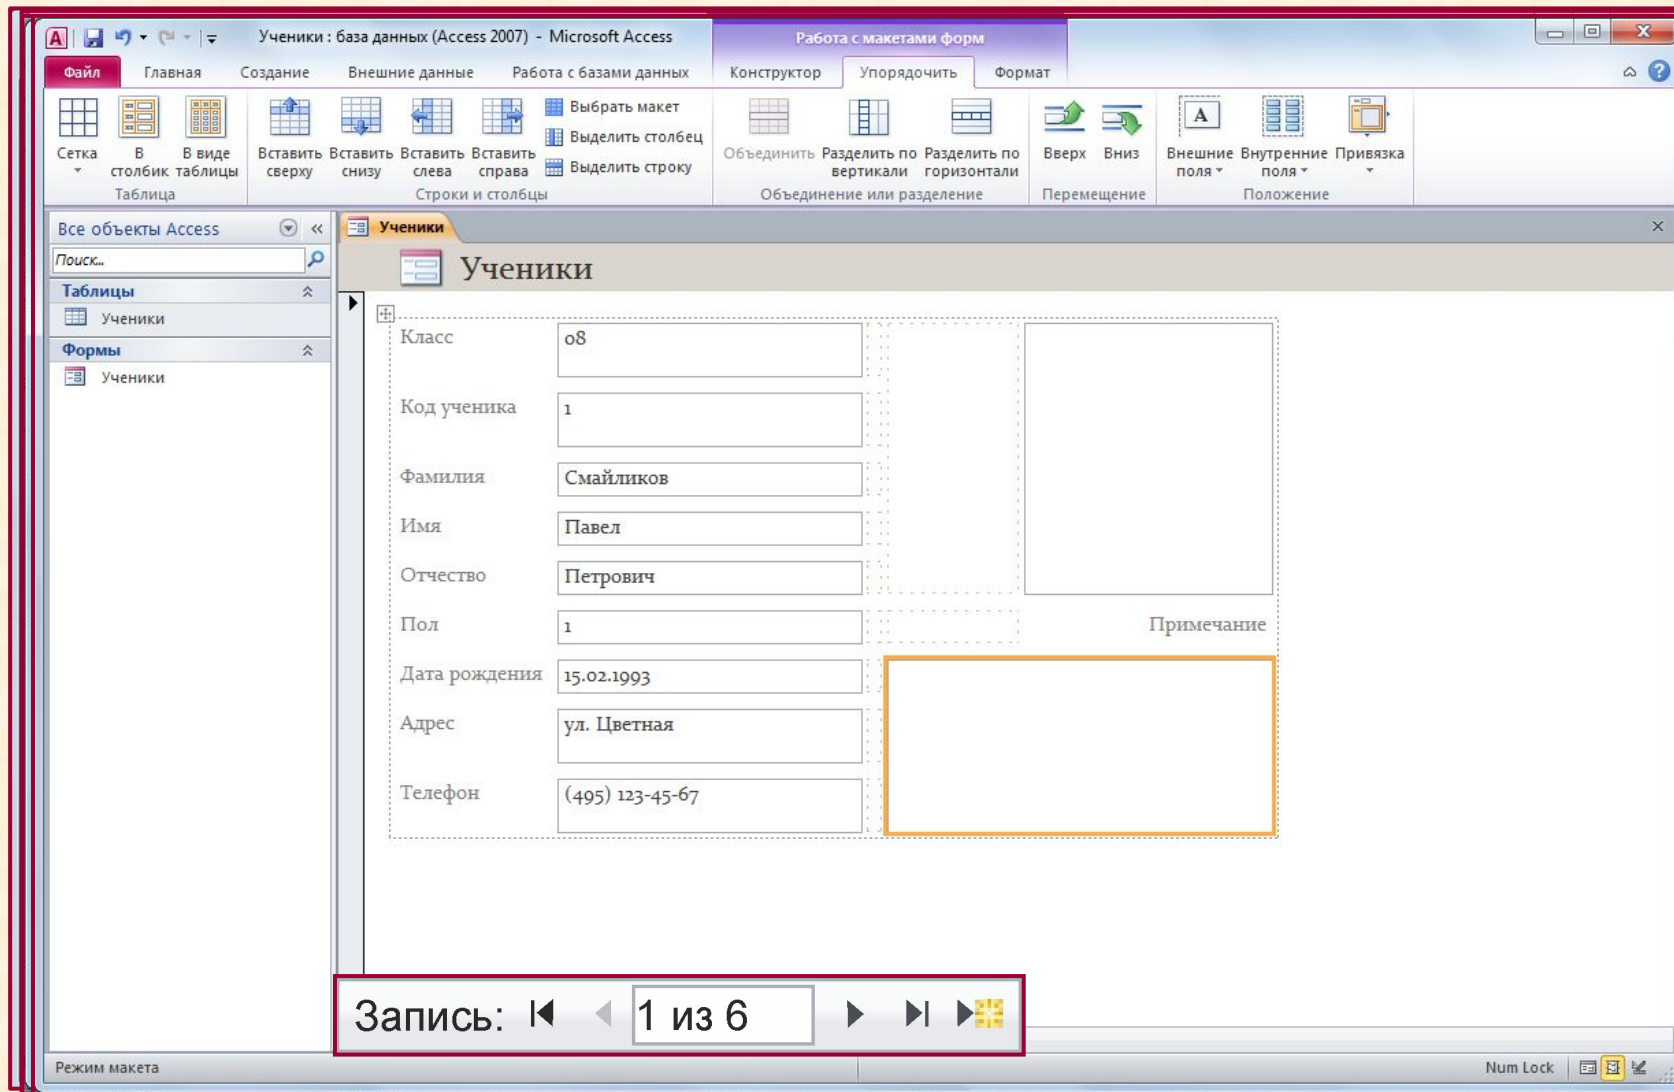 Ученики : база данных (Access 2007) - Microsoft Access
Работа с макетами форм
Файл Главная Создание Внешние данные Работа с базами данных Конструктор Упорядочить Формат
Сетка
В столбик
В виде таблицы
Таблица
Вставить сверху
Вставить снизу
Вставить слева
Вставить справа
Выбрать макет
Выделить столбец
Выделить строку
Строки и столбцы
Объединить
Разделить по вертикали
Разделить по горизонтали
Объединение или разделение
Вверх Вниз
Перемещение
A
Внешние поля
Внутренние поля
Привязка
Положение
Все объекты Access
Поиск...
Таблицы
Ученики
Формы
Ученики
Ученики
Ученики
Класс 08
Код ученика 1
Фамилия Смайликов
Имя Павел
Отчество Петрович
Пол 1
Примечание
Дата рождения 15.02.1993
Адрес ул. Цветная
Телефон (495) 123-45-67
Запись: 1 из 6
Режим макета
Num Lock